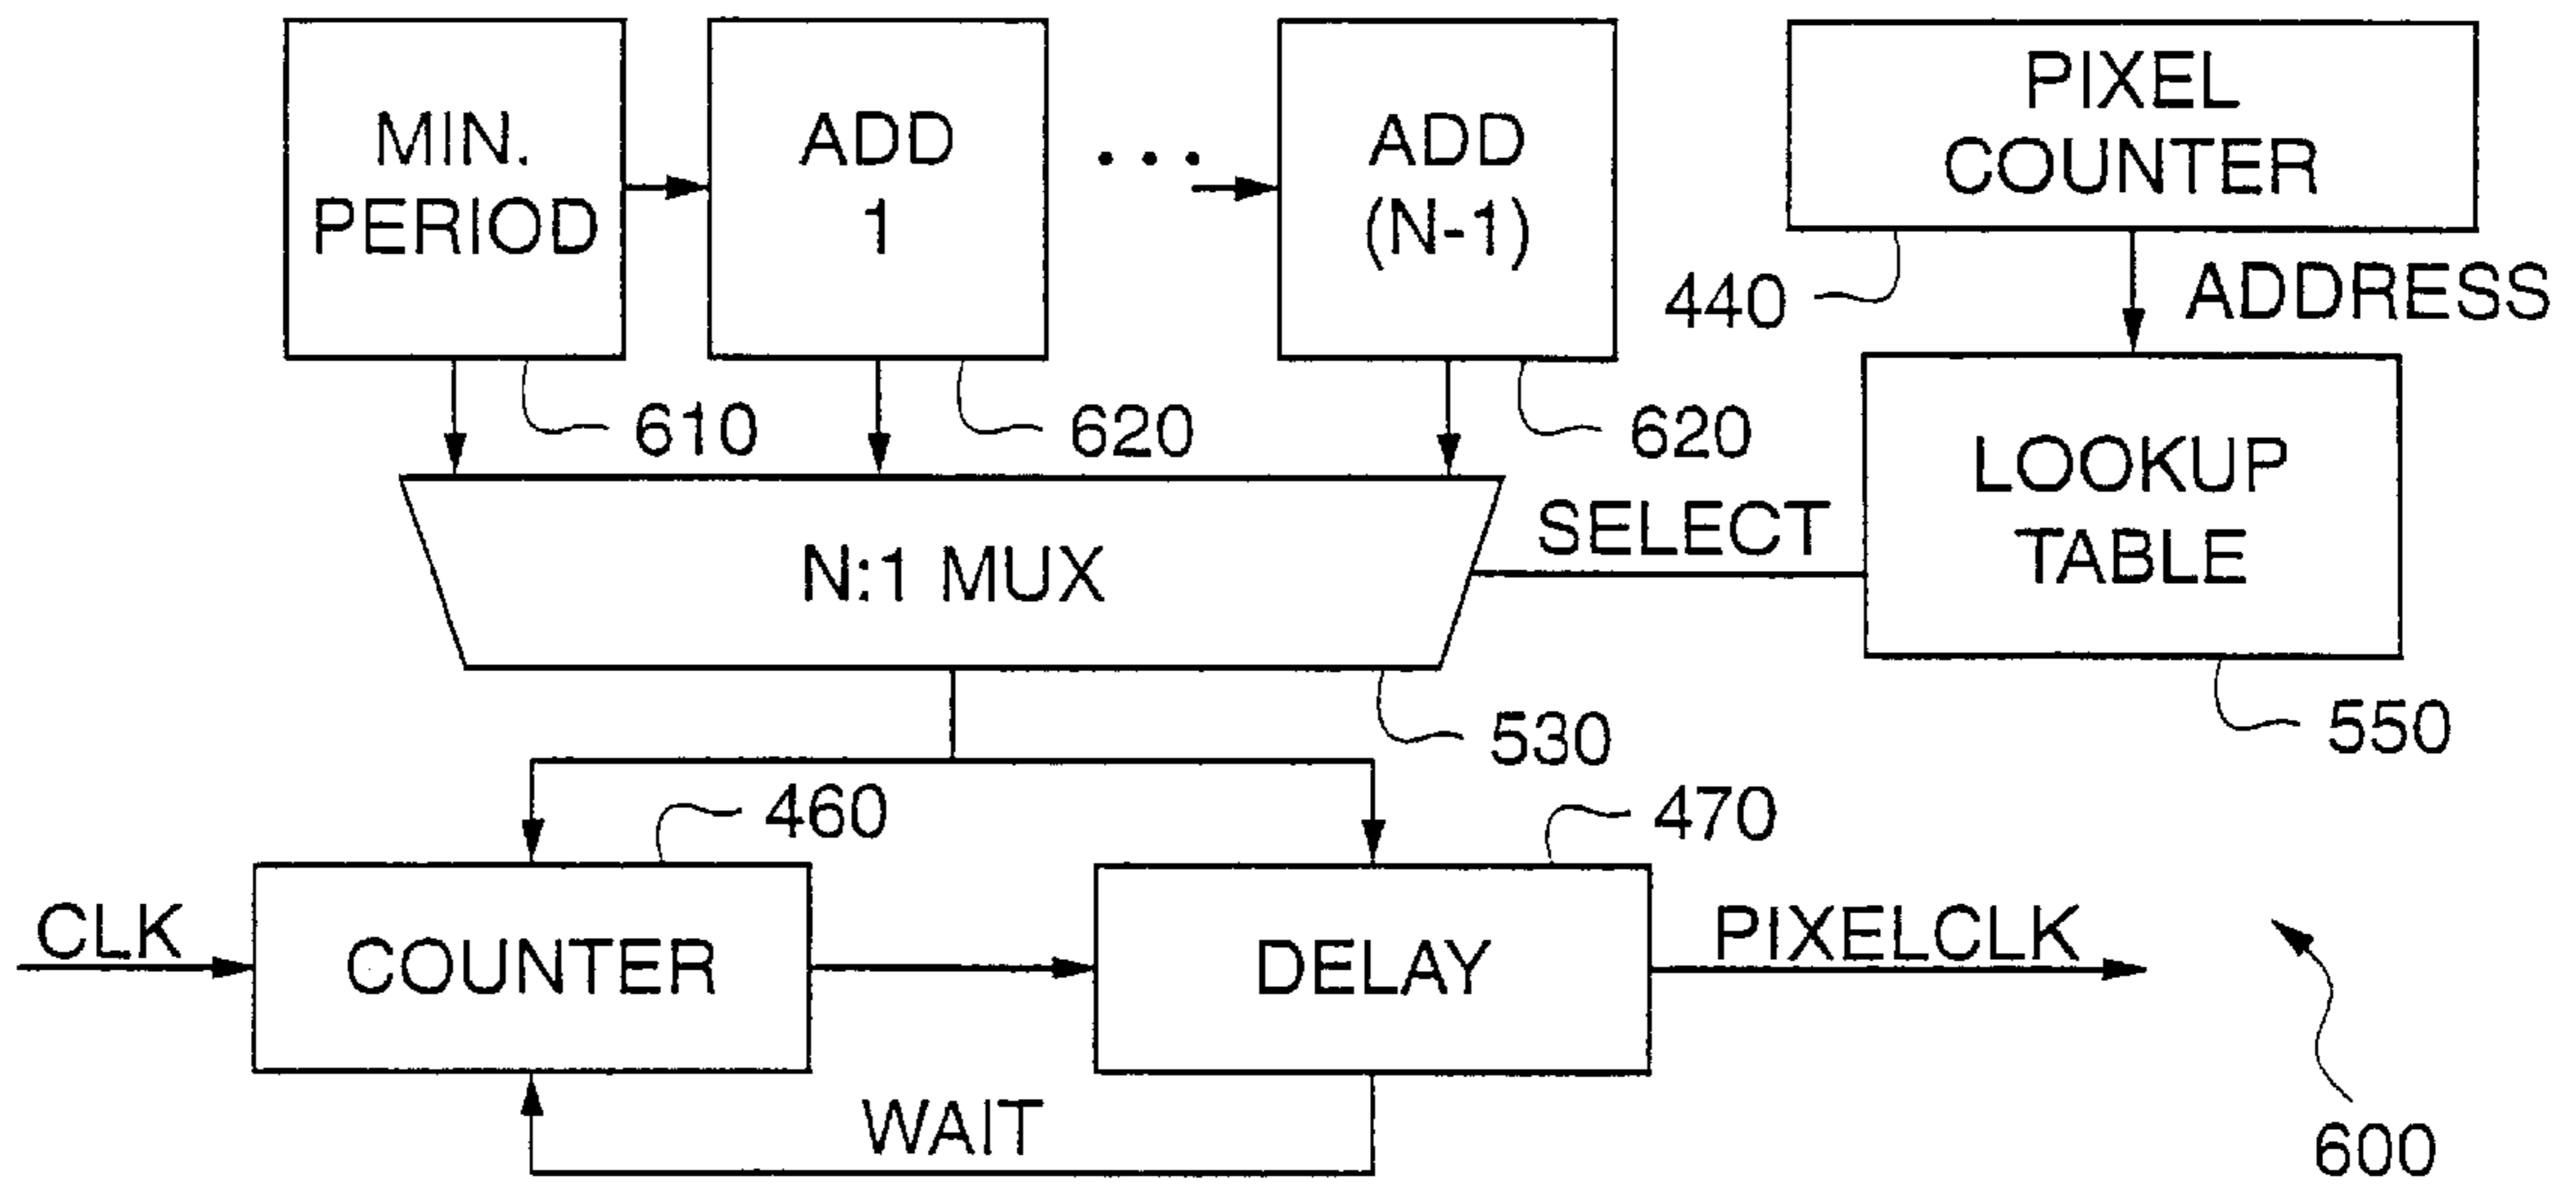 MIN.
PERIOD
ADD
1
...
ADD
(N-1)
PIXEL
COUNTER
440
ADDRESS
610
620
620
LOOKUP
TABLE
SELECT
N:1 MUX
530
550
460
470
CLK
COUNTER
DELAY
PIXELCLK
WAIT
600